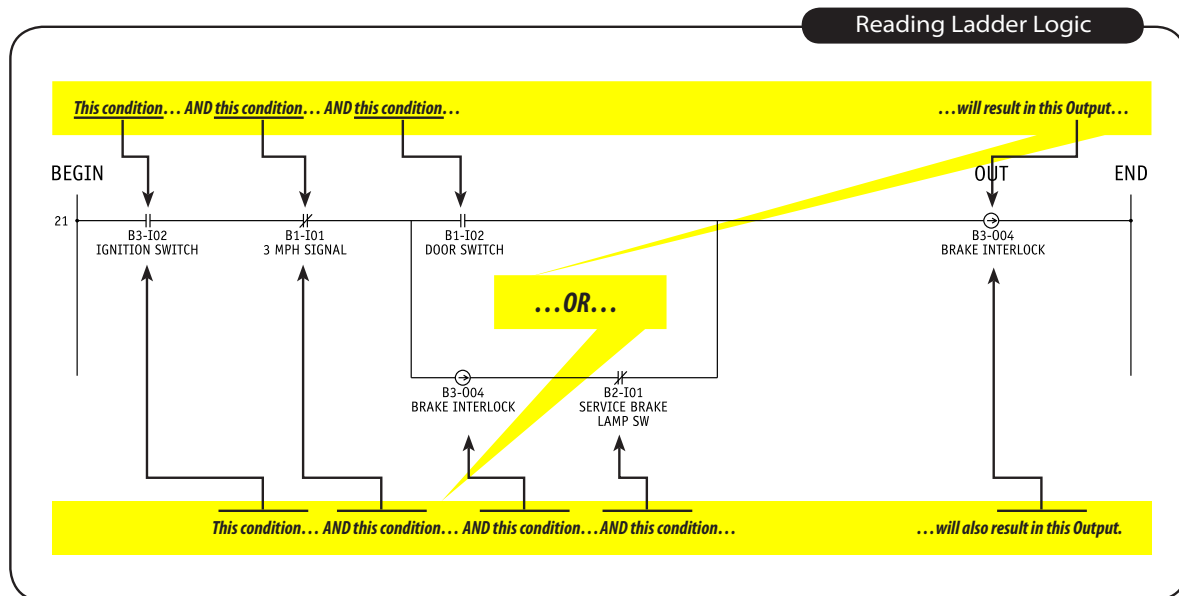 Reading Ladder Logic
This condition... AND this condition... AND this condition...
...will result in this Output...
BEGIN
OUT
END
21
B3-I02
IGNITION SWITCH
B1-I01
3 MPH SIGNAL
B1-I02
DOOR SWITCH
B3-O04
BRAKE INTERLOCK
...OR...
B3-O04
BRAKE INTERLOCK
B2-I01
SERVICE BRAKE
LAMP SW
This condition... AND this condition... AND this condition... AND this condition...
...will also result in this Output.